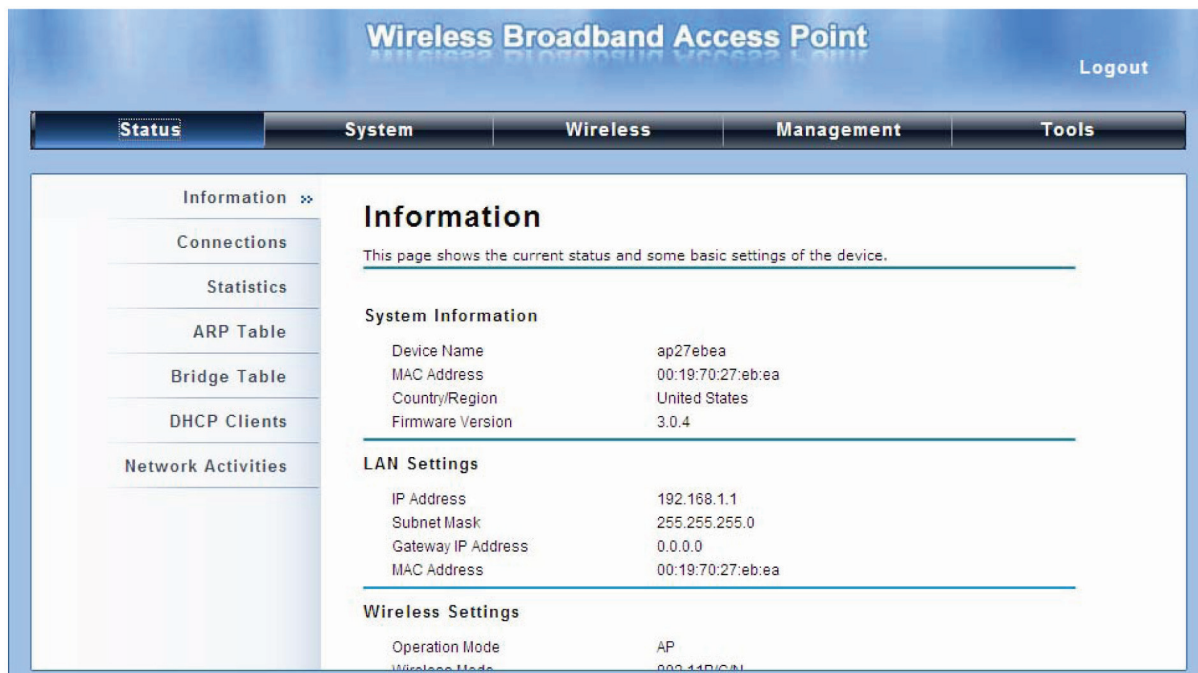 Wireless Broadband Access Point
Logout
Status System Wireless Management Tools
Information »
Connections
Statistics
ARP Table
Bridge Table
DHCP Clients
Network Activities
Information
This page shows the current status and some basic settings of the device.
System Information
Device Name ap27ebea
MAC Address 00:19:70:27:eb:ea
Country/Region United States
Firmware Version 3.0.4
LAN Settings
IP Address 192.168.1.1
Subnet Mask 255.255.255.0
Gateway IP Address 0.0.0.0
MAC Address 00:19:70:27:eb:ea
Wireless Settings
Operation Mode AP
Wireless Mode 802.11B/G/N